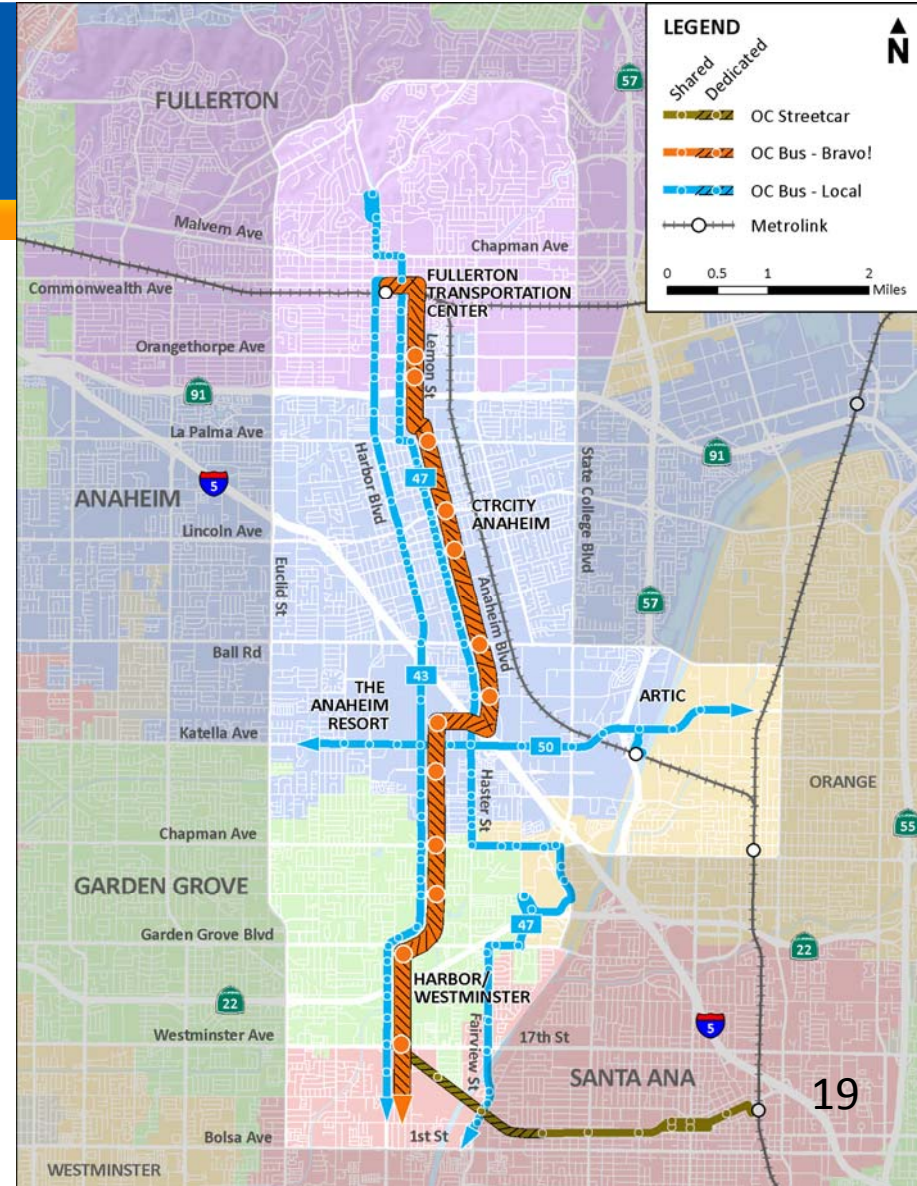 LEGEND
N
Shared
Dedicated
OC Streetcar
OC Bus - Bravo!
OC Bus - Local
Metrolink
0 0.5 1 2
Miles
57
FULLERTON
Malvern Ave
Chapman Ave
Commonwealth Ave
FULLERTON
TRANSPORTATION
CENTER
Orangethorpe Ave
Lemon St
91
La Palma Ave
Harbor Blvd
State College Blvd
91
47
5
ANAHEIM
CTRCITY
ANAHEIM
Lincoln Ave
Euclid St
Anaheim Blvd
57
Ball Rd
43
THE
ANAHEIM
RESORT
ARTIC
Katella Ave
50
Haster St
ORANGE
Chapman Ave
55
GARDEN GROVE
47
Garden Grove Blvd
22
HARBOR/
WESTMINSTER
22
Fairview St
5
Westminster Ave
17th St
SANTA ANA
19
Bolsa Ave
1st St
WESTMINSTER